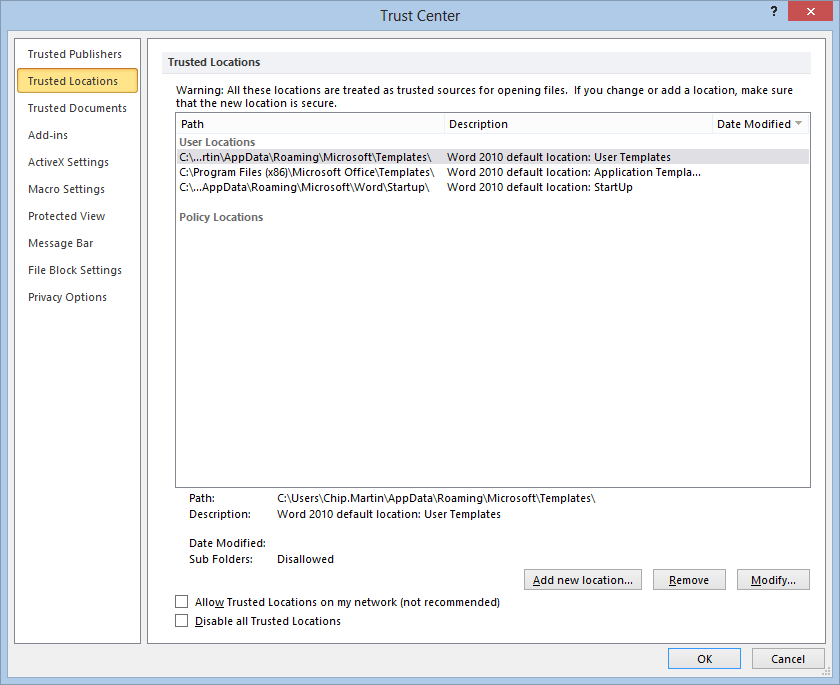 Trust Center
?
Trusted Publishers
Trusted Locations
Trusted Documents
Add-ins
ActiveX Settings
Macro Settings
Protected View
Message Bar
File Block Settings
Privacy Options
Trusted Locations
Warning: All these locations are treated as trusted sources for opening files.  If you change or add a location, make sure
that the new location is secure.
Path Description Date Modified
User Locations
C:\...rtin\AppData\Roaming\Microsoft\Templates\ Word 2010 default location: User Templates
C:\Program Files (x86)\Microsoft Office\Templates\ Word 2010 default location: Application Templa...
C:\...AppData\Roaming\Microsoft\Word\Startup\ Word 2010 default location: StartUp
Policy Locations
Path: C:\Users\Chip.Martin\AppData\Roaming\Microsoft\Templates\
Description: Word 2010 default location: User Templates
Date Modified:
Sub Folders: Disallowed
Add new location... Remove Modify...
Allow Trusted Locations on my network (not recommended)
Disable all Trusted Locations
OK Cancel